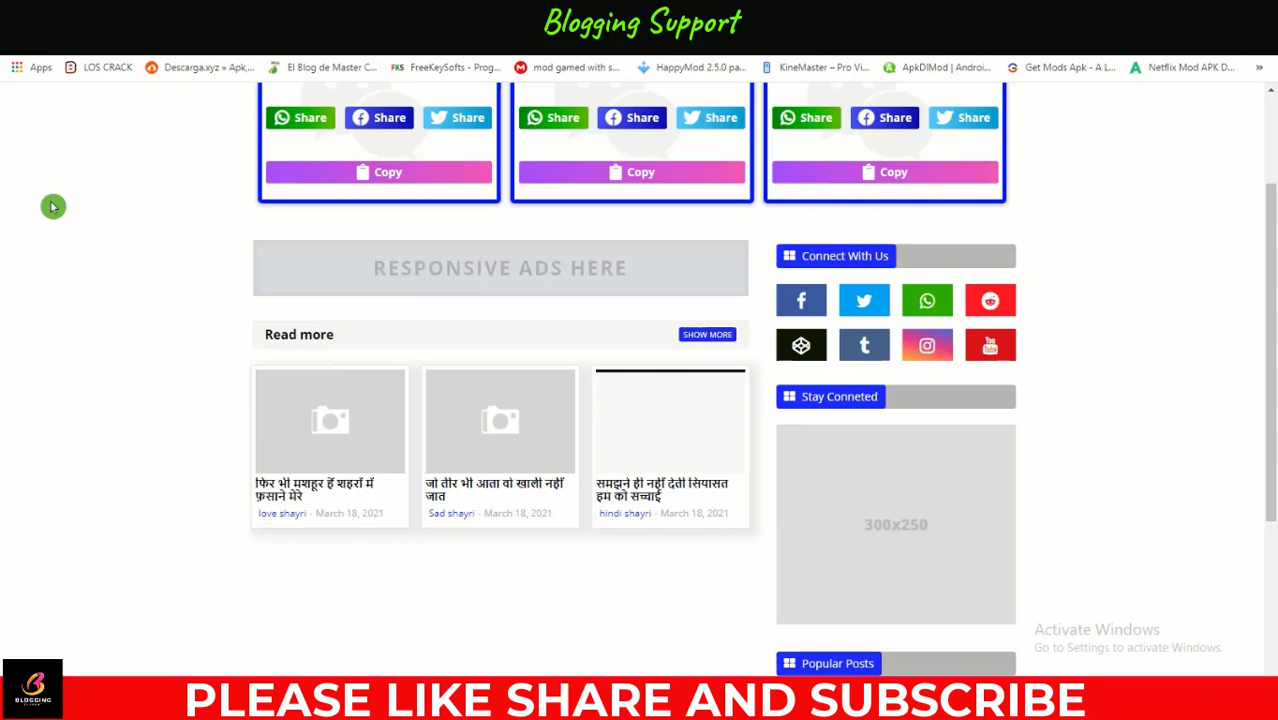 Blogging Support
Apps LOS CRACK Descarga.xyz » Apk,... El Blog de Master C... FKS FreeKeySofts - Prog... mod gamed with s... HappyMod 2.5.0 pa... KineMaster – Pro Vi... ApkDlMod | Androi... Get Mods Apk - A L... Netflix Mod APK D... »
Share Share Share Share Share Share Share Share Share
Copy Copy Copy
RESPONSIVE ADS HERE
Connect With Us
Read more SHOW MORE
Stay Conneted
फिर भी मशहूर हैं शहरों में
फ़साने मेरे
love shayri - March 18, 2021
जो तीर भी आता वो खाली नहीं
जात
Sad shayri - March 18, 2021
समझने ही नहीं देती सियासत
हम को सच्चाई
hindi shayri - March 18, 2021
300x250
Activate Windows
Go to Settings to activate Windows.
Popular Posts
BLOGGING
PLEASE LIKE SHARE AND SUBSCRIBE